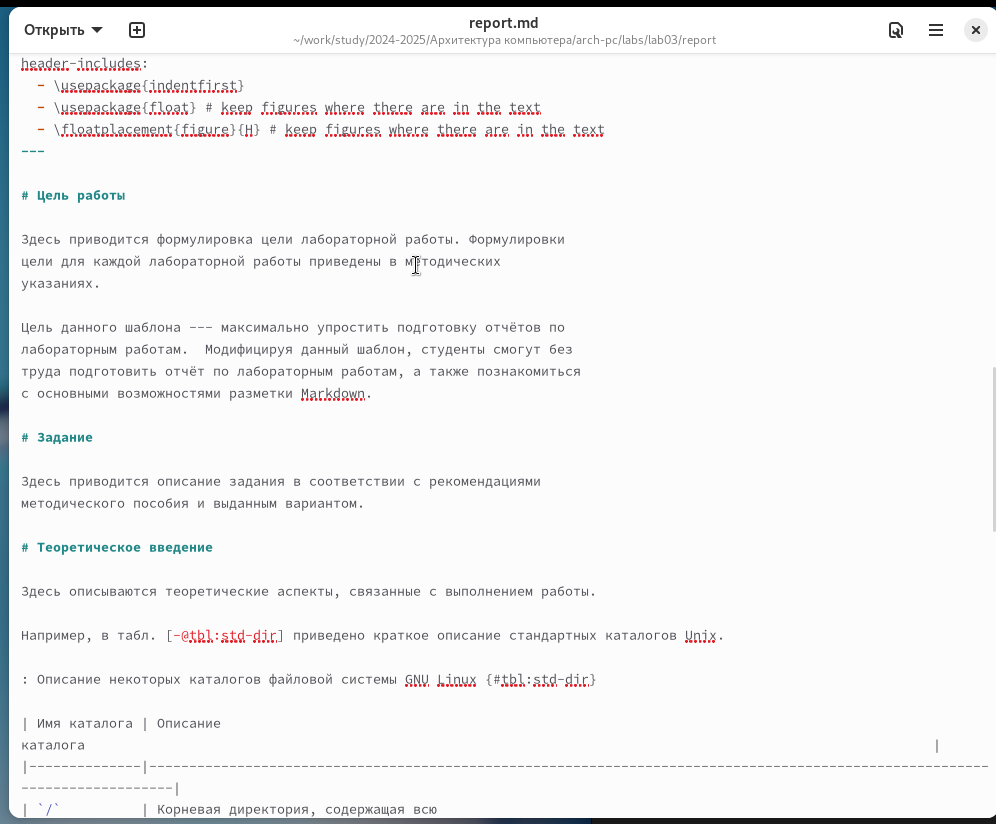 Открыть
report.md
~/work/study/2024-2025/Архитектура компьютера/arch-pc/labs/lab03/report
header-includes:
  - \usepackage{indentfirst}
  - \usepackage{float} # keep figures where there are in the text
  - \floatplacement{figure}{H} # keep figures where there are in the text
---
# Цель работы
Здесь приводится формулировка цели лабораторной работы. Формулировки
цели для каждой лабораторной работы приведены в методических
указаниях.
Цель данного шаблона --- максимально упростить подготовку отчётов по
лабораторным работам.  Модифицируя данный шаблон, студенты смогут без
труда подготовить отчёт по лабораторным работам, а также познакомиться
с основными возможностями разметки Markdown.
# Задание
Здесь приводится описание задания в соответствии с рекомендациями
методического пособия и выданным вариантом.
# Теоретическое введение
Здесь описываются теоретические аспекты, связанные с выполнением работы.
Например, в табл. [-@tbl:std-dir] приведено краткое описание стандартных каталогов Unix.
: Описание некоторых каталогов файловой системы GNU Linux {#tbl:std-dir}
| Имя каталога | Описание
каталога                                                                                                          |
|--------------|---------------------------------------------------------------------------------------------------------
-------------------|
| `/`          | Корневая директория, содержащая всю